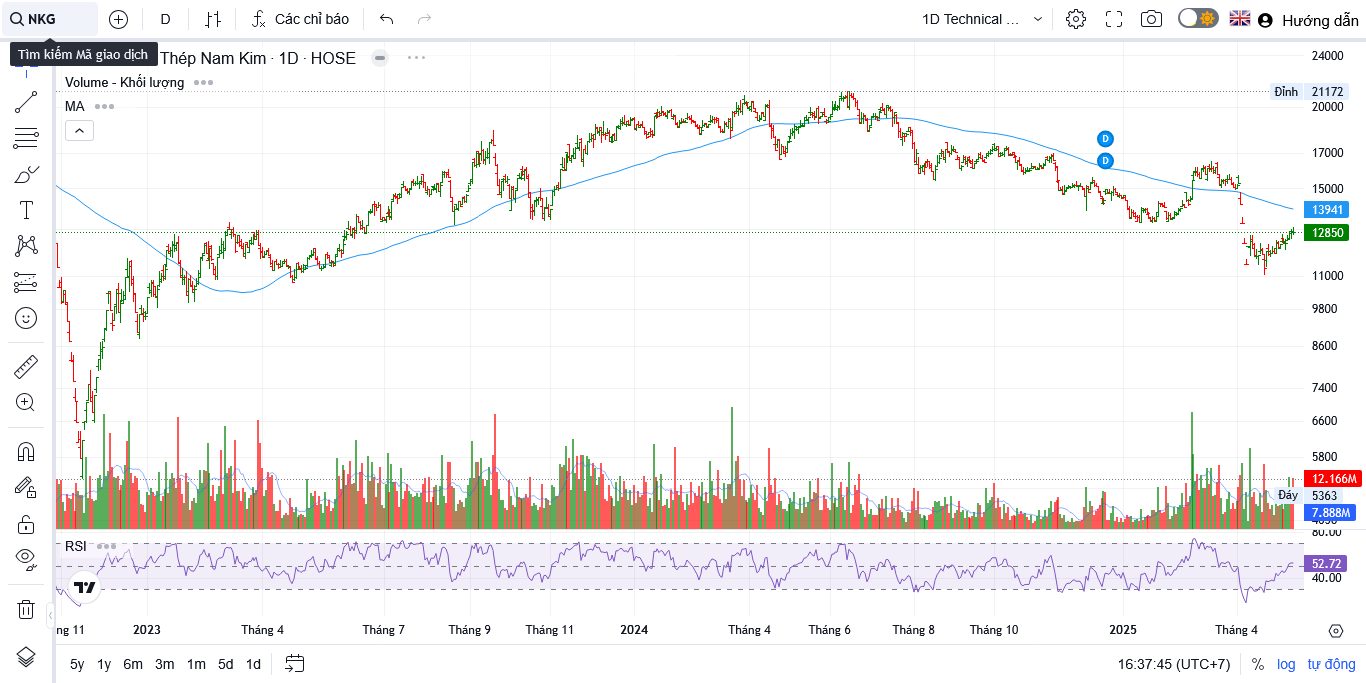 NKG
D
Các chỉ báo
1D Technical ...
Hướng dẫn
Tìm kiếm Mã giao dịch
Thép Nam Kim · 1D · HOSE
Volume - Khối lượng
MA
24000
Đỉnh 21172
20000
17000
15000
13941
12850
11000
9800
8600
7400
6600
5800
12.166M
Đáy 5363
7.888M
D
D
RSI
80.00
52.72
40.00
ng 11 2023 Tháng 4 Tháng 7 Tháng 9 Tháng 11 2024 Tháng 4 Tháng 6 Tháng 8 Tháng 10 2025 Tháng 4
5y 1y 6m 3m 1m 5d 1d
16:37:45 (UTC+7) % log tự động